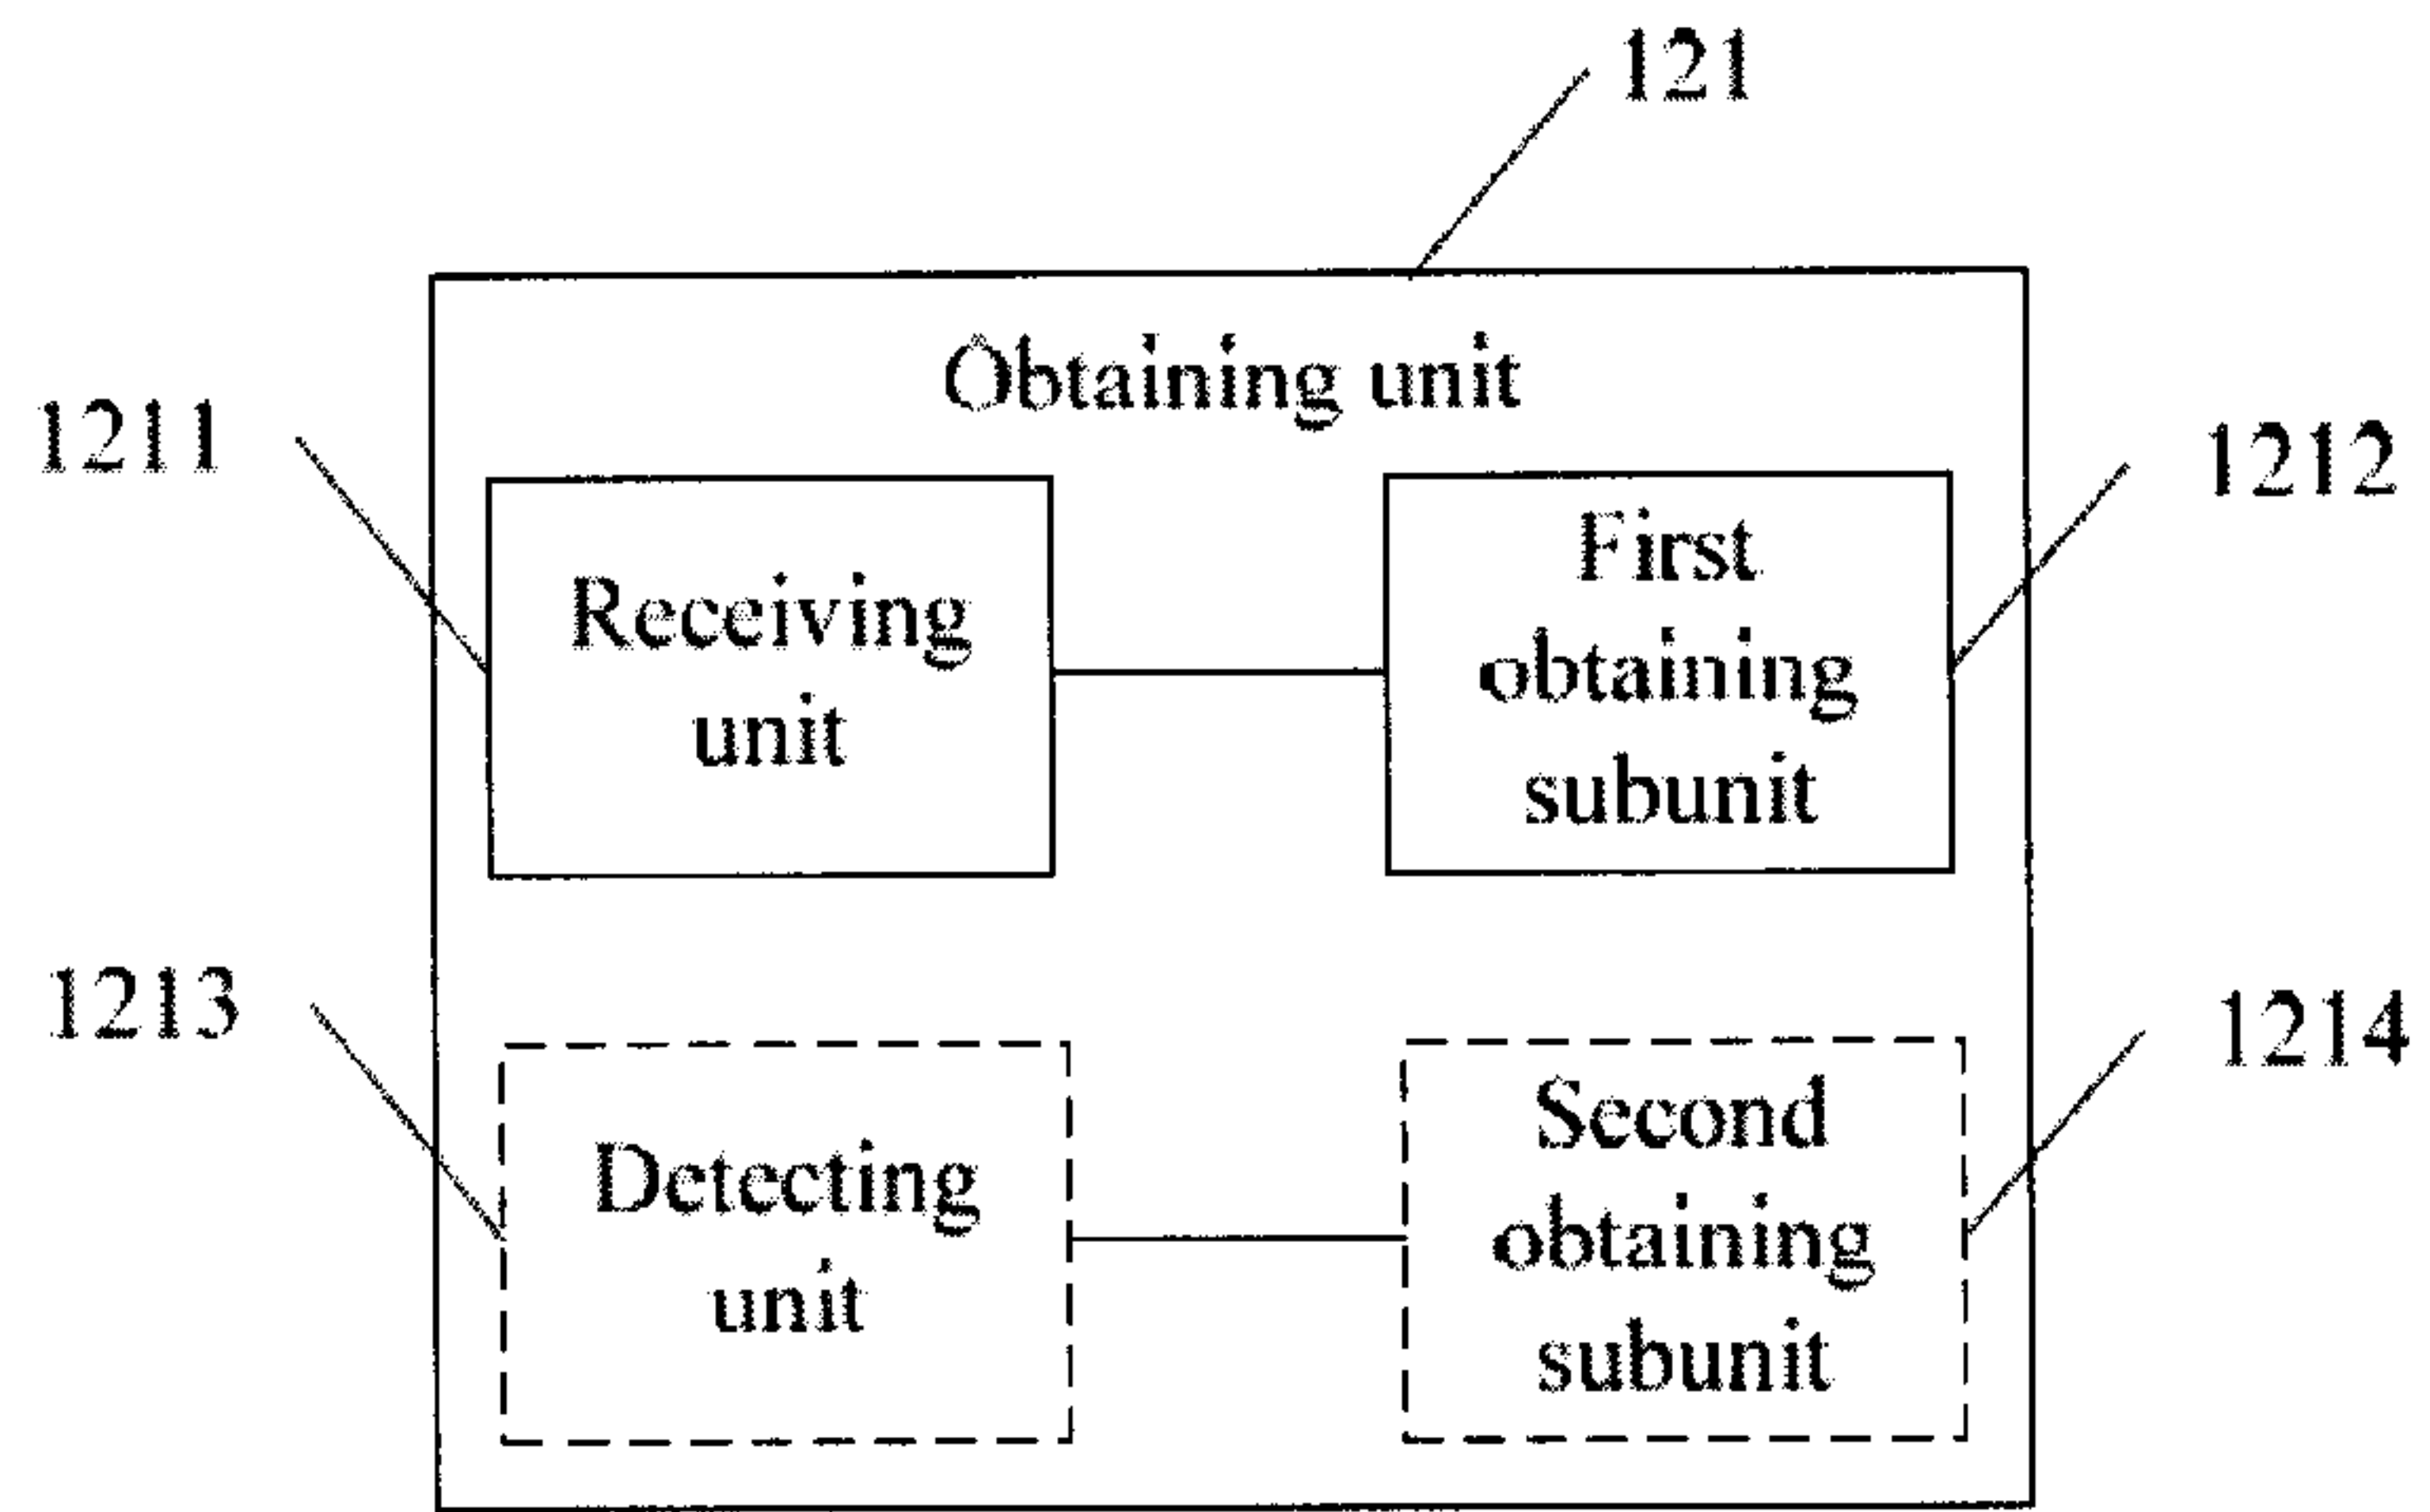 121
Obtaining unit
1211
1212
Receiving
unit
First
obtaining
subunit
1213
1214
Detecting
unit
Second
obtaining
subunit